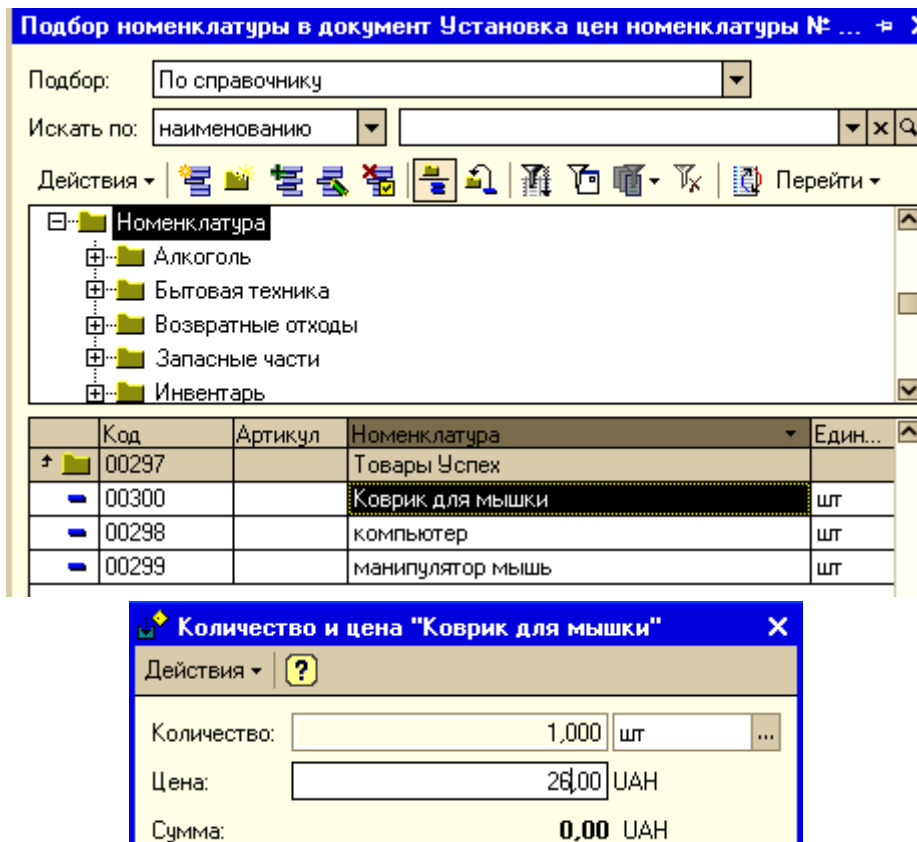 Подбор номенклатуры в документ Установка цен номенклатуры № ...
Подбор: По справочнику
Искать по: наименованию
Действия Перейти
Номенклатура
Алкоголь
Бытовая техника
Возвратные отходы
Запасные части
Инвентарь
Код Артикул Номенклатура Един...
00297 Товары Успех
00300 Коврик для мышки шт
00298 компьютер шт
00299 манипулятор мышь шт
Количество и цена "Коврик для мышки"
Действия ?
Количество: 1,000 шт ...
Цена: 26,00 UAH
Сумма: 0,00 UAH